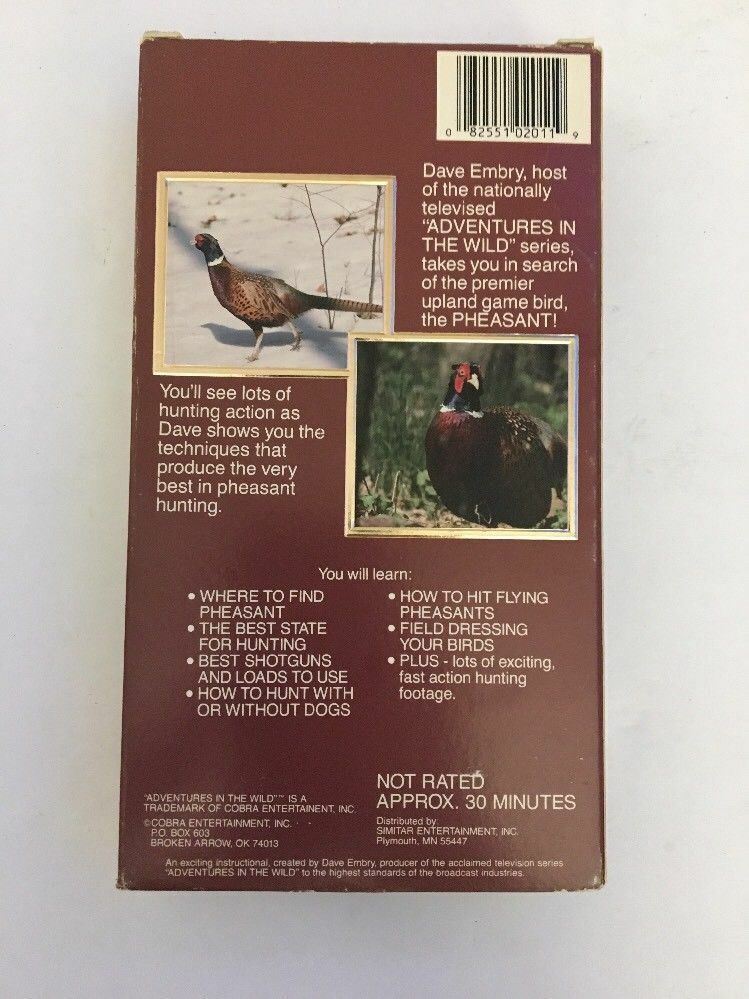 0 82551 02011 9
Dave Embry, host
of the nationally
televised
"ADVENTURES IN
THE WILD" series,
takes you in search
of the premier
upland game bird,
the PHEASANT!
You'll see lots of
hunting action as
Dave shows you the
techniques that
produce the very
best in pheasant
hunting.
You will learn:
• WHERE TO FIND
PHEASANT
• THE BEST STATE
FOR HUNTING
• BEST SHOTGUNS
AND LOADS TO USE
• HOW TO HUNT WITH
OR WITHOUT DOGS
• HOW TO HIT FLYING
PHEASANTS
• FIELD DRESSING
YOUR BIRDS
• PLUS - lots of exciting,
fast action hunting
footage.
NOT RATED
APPROX. 30 MINUTES
"ADVENTURES IN THE WILD"™ IS A
TRADEMARK OF COBRA ENTERTAINENT, INC.
©COBRA ENTERTAINMENT, INC.
P.O. BOX 603
BROKEN ARROW, OK 74013
Distributed by:
SIMITAR ENTERTAINMENT, INC.
Plymouth, MN 55447
An exciting instructional, created by Dave Embry, producer of the acclaimed television series
"ADVENTURES IN THE WILD" to the highest standards of the broadcast industries.